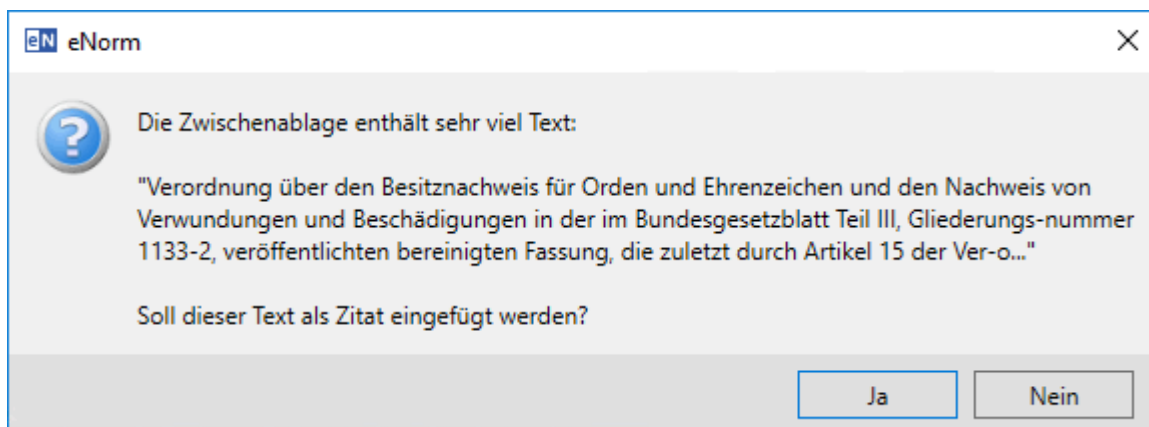 eN eNorm
Die Zwischenablage enthält sehr viel Text:
"Verordnung über den Besitznachweis für Orden und Ehrenzeichen und den Nachweis von
Verwundungen und Beschädigungen in der im Bundesgesetzblatt Teil III, Gliederungs-nummer
1133-2, veröffentlichten bereinigten Fassung, die zuletzt durch Artikel 15 der Ver-o..."
Soll dieser Text als Zitat eingefügt werden?
Ja Nein